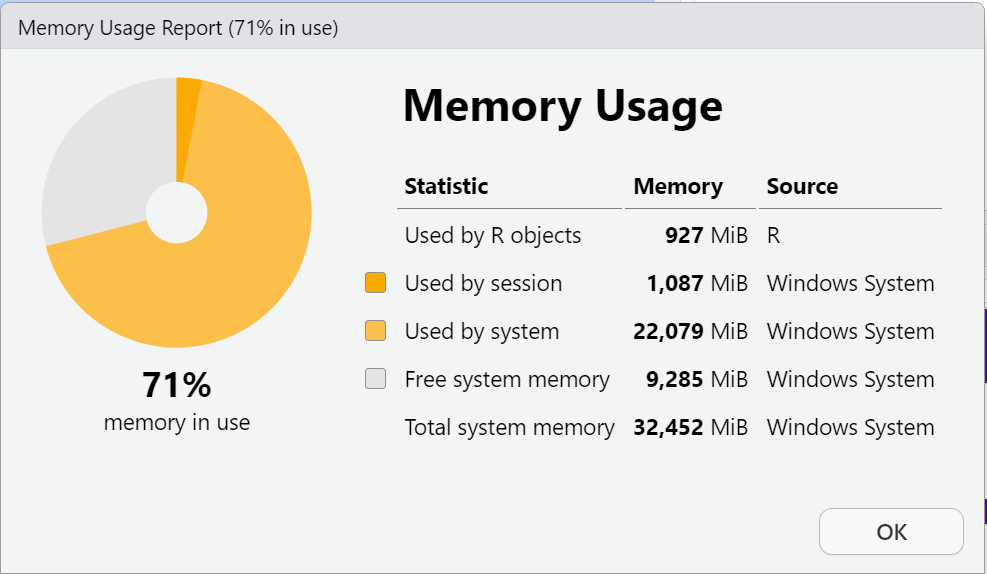 Memory Usage Report (71% in use)
Memory Usage
Statistic Memory Source
Used by R objects 927 MiB R
Used by session 1,087 MiB Windows System
Used by system 22,079 MiB Windows System
Free system memory 9,285 MiB Windows System
Total system memory 32,452 MiB Windows System
71%
memory in use
OK